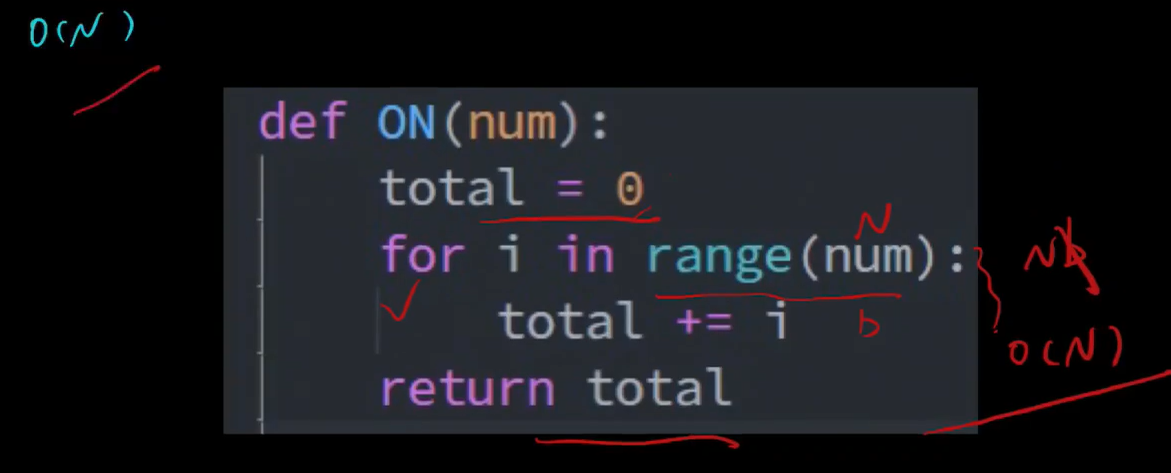 O(N)
def ON(num):
total = 0
N
for i in range(num):
Nb
total += i
b
O(N)
return total